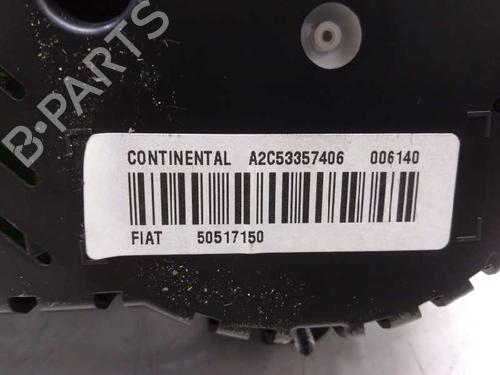 B-PARTS
CONTINENTAL A2C53357406 006140
FIAT 50517150